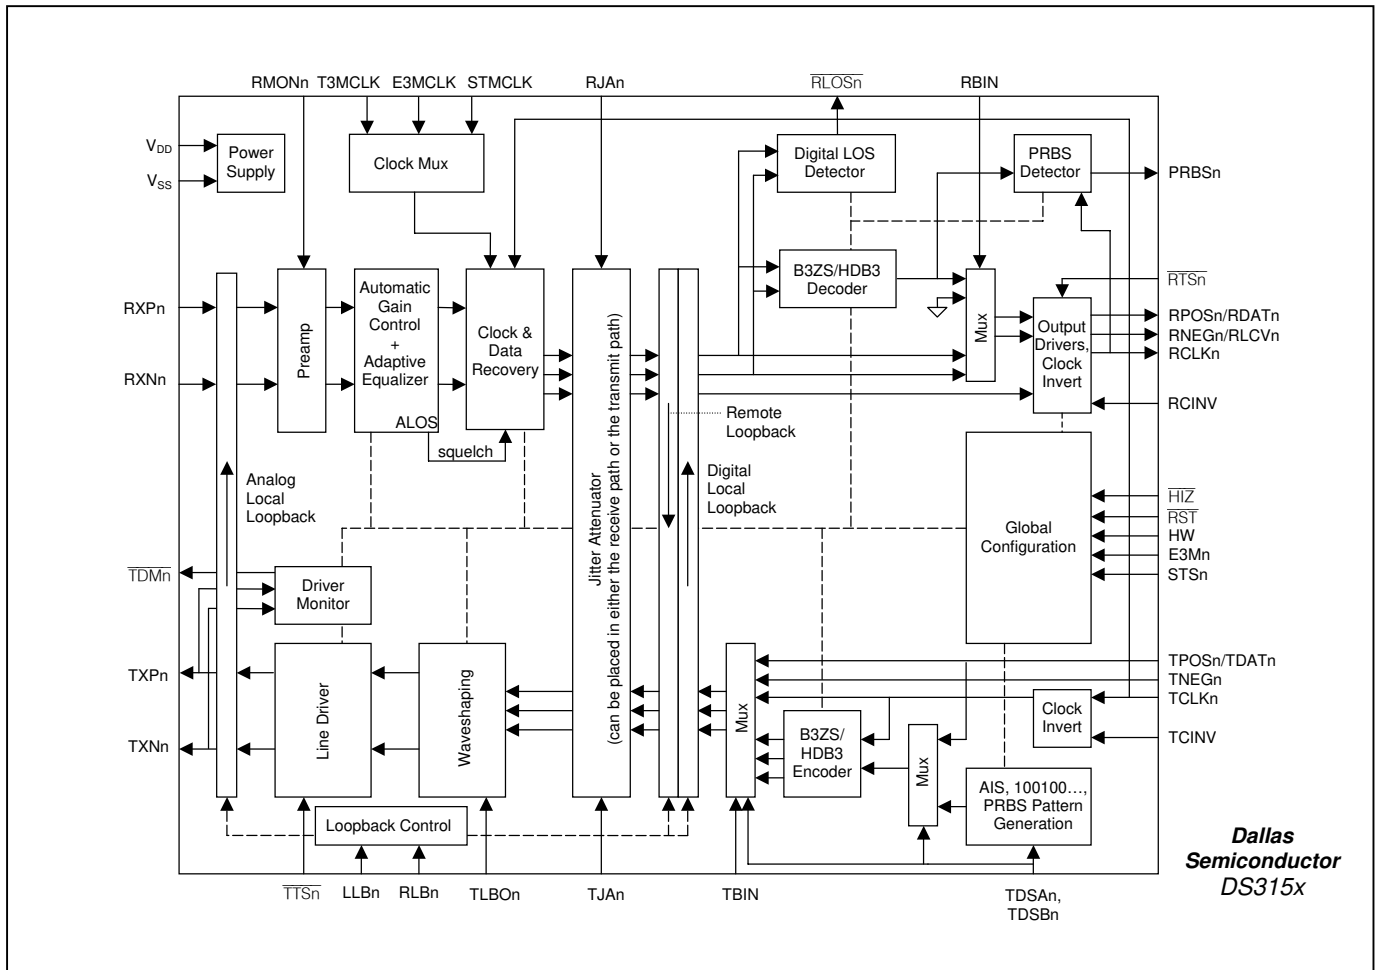 RMONn T3MCLK E3MCLK STMCLK RJAn RLOSn RBIN
VDD
VSS
Power
Supply
Clock Mux
Digital LOS
Detector
PRBS
Detector
PRBSn
RXPn
RXNn
Preamp
Automatic
Gain
Control
+
Adaptive
Equalizer
ALOS
squelch
Clock &
Data
Recovery
Jitter Attenuator
(can be placed in either the receive path or the transmit path)
B3ZS/HDB3
Decoder
Mux
Output
Drivers,
Clock
Invert
RTSn
RPOSn/RDATn
RNEGn/RLCVn
RCLKn
RCINV
Remote
Loopback
Digital
Local
Loopback
Analog
Local
Loopback
Global
Configuration
HIZ
RST
HW
E3Mn
STSn
TDMn
Driver
Monitor
TXPn
TXNn
Line Driver
Waveshaping
Mux
B3ZS/
HDB3
Encoder
Mux
Clock
Invert
TPOSn/TDATn
TNEGn
TCLKn
TCINV
AIS, 100100…,
PRBS Pattern
Generation
Loopback Control
TTSn LLBn RLBn TLBOn TJAn TBIN TDSAn,
TDSBn
Dallas
Semiconductor
DS315x